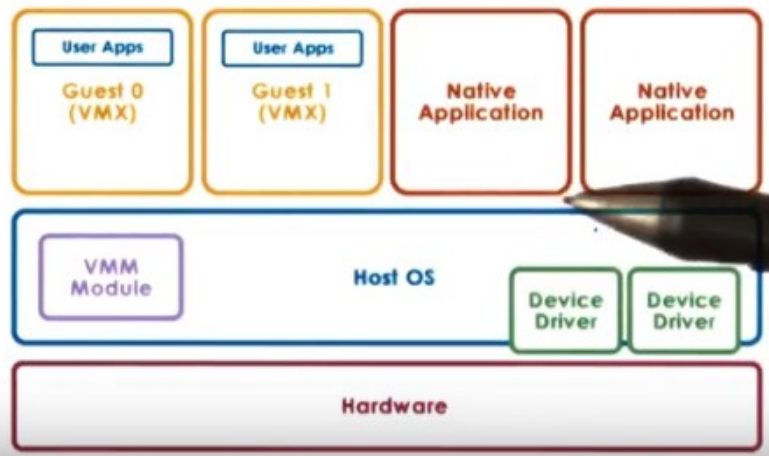 User Apps
Guest 0
(VMX)
User Apps
Guest 1
(VMX)
Native
Application
Native
Application
VMM
Module
Host OS
Device
Driver
Device
Driver
Hardware